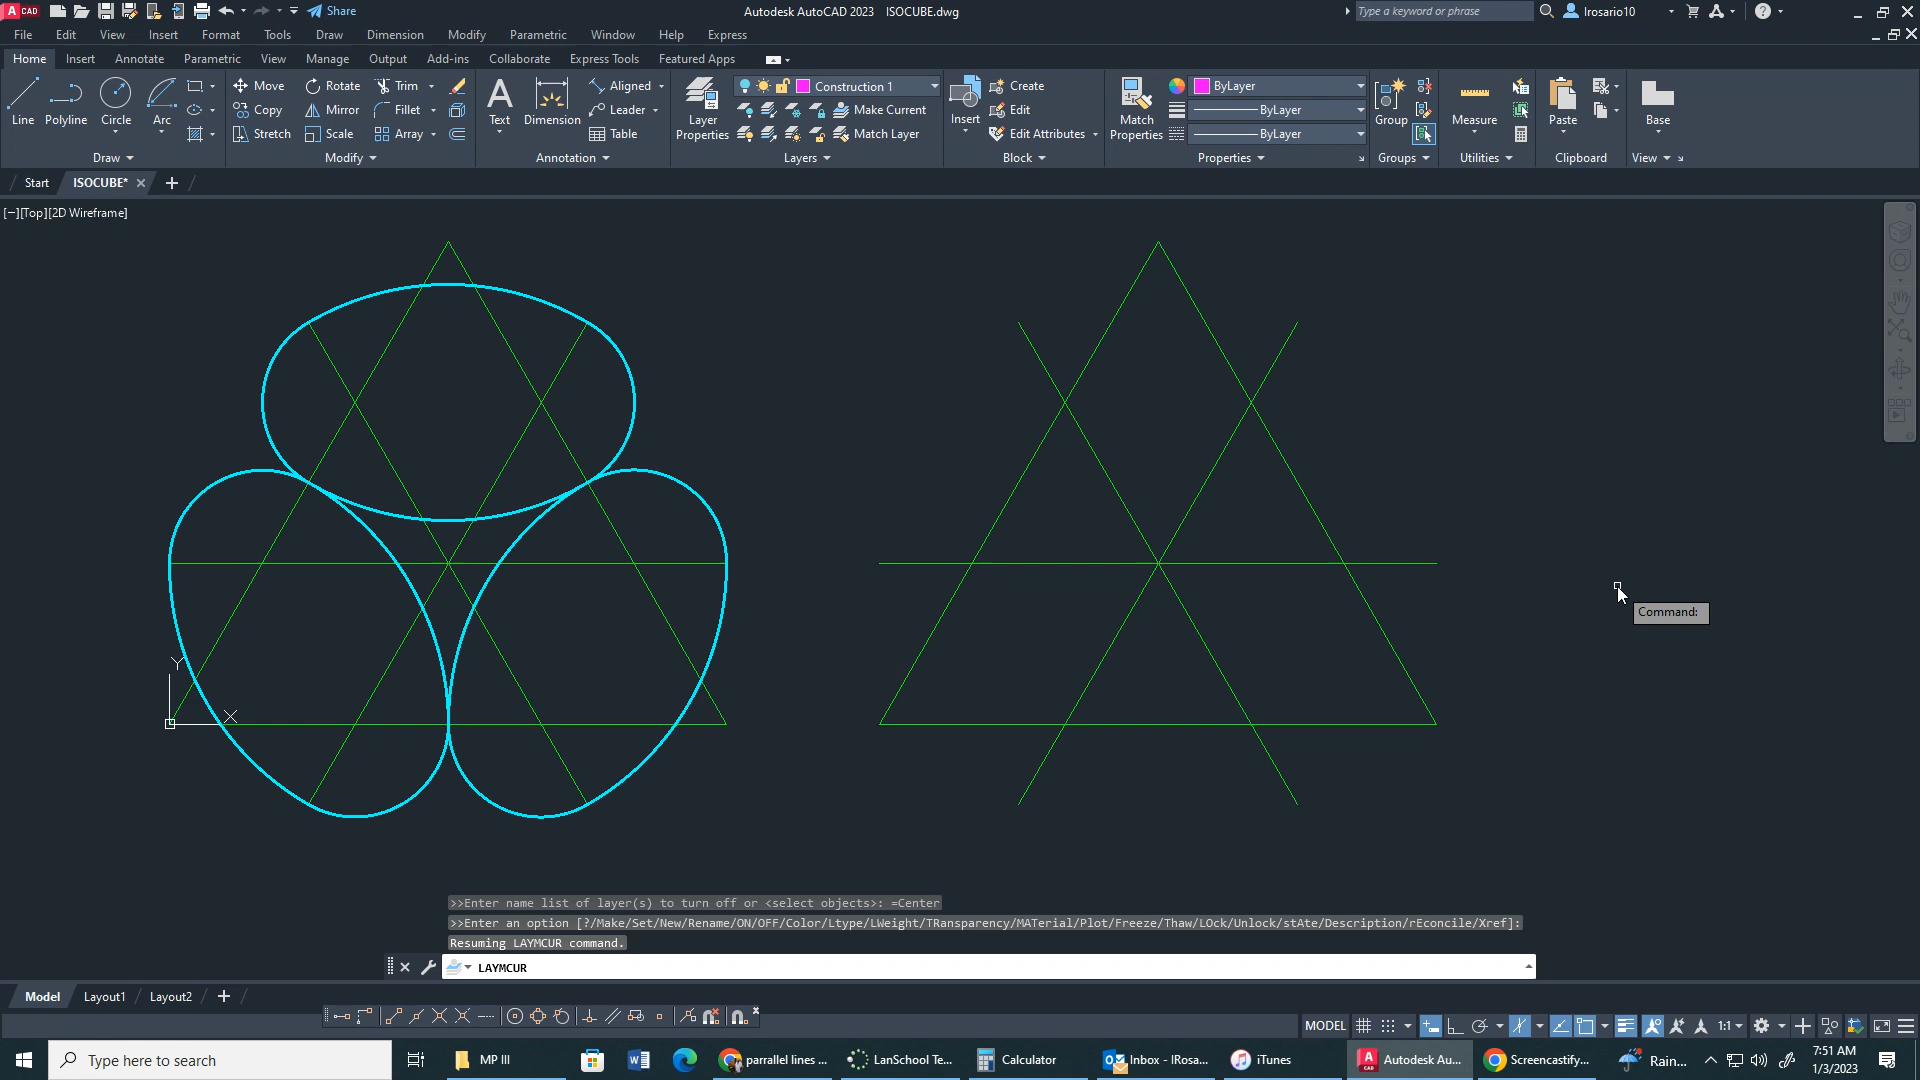 A CAD
Share
Autodesk AutoCAD 2023 ISOCUBE.dwg
Type a keyword or phrase
lrosario10
File Edit View Insert Format Tools Draw Dimension Modify Parametric Window Help Express
Home Insert Annotate Parametric View Manage Output Add-ins Collaborate Express Tools Featured Apps
Line Polyline Circle Arc
Draw
Move Rotate Trim
Copy Mirror Fillet
Stretch Scale Array
Modify
Text Dimension
Aligned
Leader
Table
Annotation
Layer
Properties
Construction 1
Make Current
Match Layer
Layers
Insert
Create
Edit
Edit Attributes
Block
Match
Properties
ByLayer
ByLayer
ByLayer
Properties
Group
Groups
Measure
Utilities
Paste
Clipboard
Base
View
Start ISOCUBE*
[−][Top][2D Wireframe]
Command:
Y
X
>>Enter name list of layer(s) to turn off or <select objects>: =Center
>>Enter an option [?/Make/Set/New/Rename/ON/OFF/Color/Ltype/LWeight/TRansparency/MATerial/Plot/Freeze/Thaw/LOck/Unlock/stAte/Description/rEconcile/Xref]:
Resuming LAYMCUR command.
LAYMCUR
Model Layout1 Layout2
MODEL 1:1
Type here to search
MP III
parrallel lines ...
LanSchool Te...
Calculator
Inbox - IRosa...
iTunes
Autodesk Au...
Screencastify...
Rain...
7:51 AM
1/3/2023